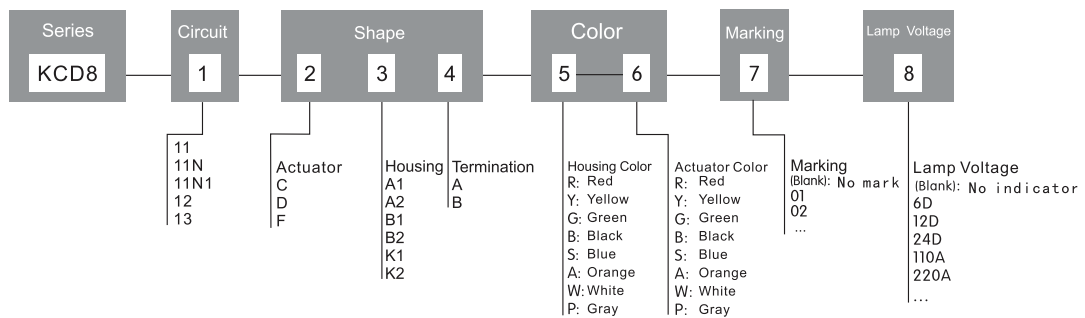 Series
KCD8
Circuit
1
11
11N
11N1
12
13
Shape
2
3
4
Actuator
C
D
F
Housing
A1
A2
B1
B2
K1
K2
Termination
A
B
Color
5
6
Housing Color
R: Red
Y: Yellow
G: Green
B: Black
S: Blue
A: Orange
W: White
P: Gray
Actuator Color
R: Red
Y: Yellow
G: Green
B: Black
S: Blue
A: Orange
W: White
P: Gray
Marking
7
Marking
(Blank): No mark
01
02
...
Lamp Voltage
8
Lamp Voltage
(Blank): No indicator
6D
12D
24D
110A
220A
...